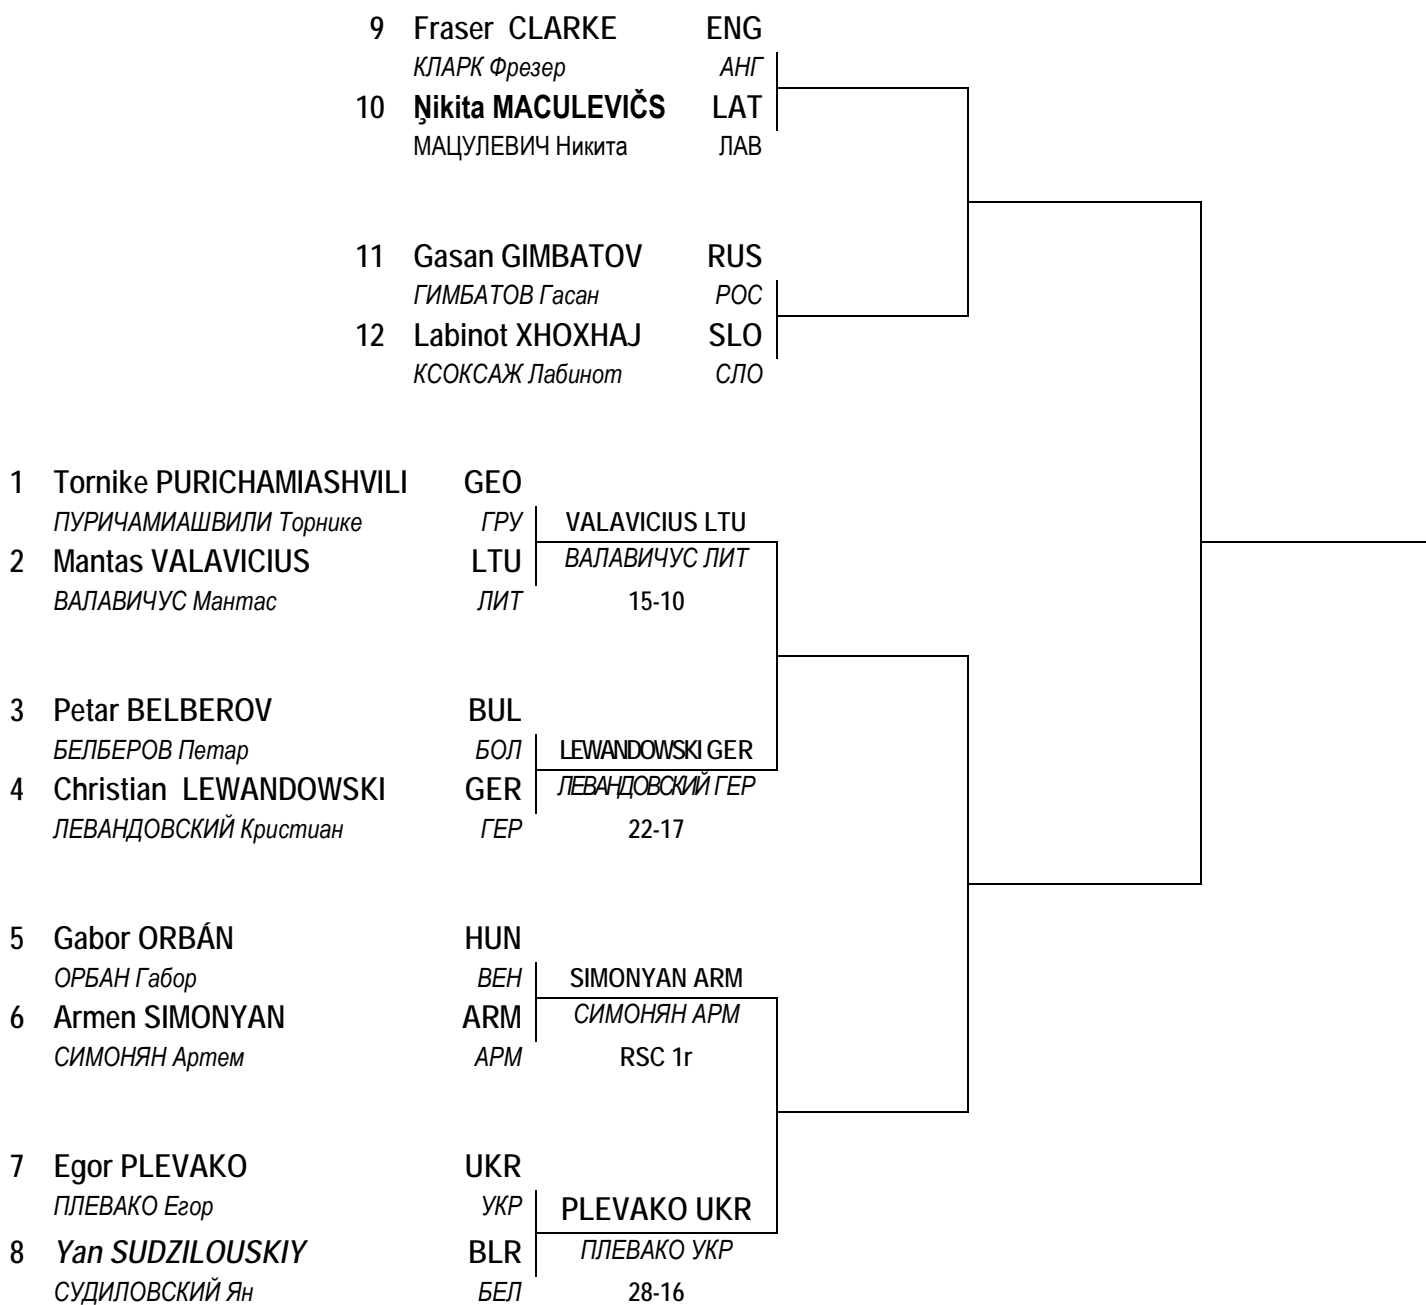 9 Fraser CLARKE ENG
КЛАРК Фрезер АНГ
10 Ņikita MACULEVIČS LAT
МАЦУЛЕВИЧ Никита ЛАВ
11 Gasan GIMBATOV RUS
ГИМБАТОВ Гасан РОС
12 Labinot XHOXHAJ SLO
КСОКСАЖ Лабинот СЛО
1 Tornike PURICHAMIASHVILI GEO
ПУРИЧАМИАШВИЛИ Торнике ГРУ VALAVICIUS LTU
2 Mantas VALAVICIUS LTU ВАЛАВИЧУС ЛИТ
ВАЛАВИЧУС Мантас ЛИТ 15-10
3 Petar BELBEROV BUL
БЕЛБЕРОВ Петар БОЛ LEWANDOWSKI GER
4 Christian LEWANDOWSKI GER ЛЕВАНДОВСКИЙ ГЕР
ЛЕВАНДОВСКИЙ Кристиан ГЕР 22-17
5 Gabor ORBÁN HUN
ОРБАН Габор ВЕН SIMONYAN ARM
6 Armen SIMONYAN ARM СИМОНЯН АРМ
СИМОНЯН Артем АРМ RSC 1r
7 Egor PLEVAKO UKR
ПЛЕВАКО Егор УКР PLEVAKO UKR
8 Yan SUDZILOUSKIY BLR ПЛЕВАКО УКР
СУДИЛОВСКИЙ Ян БЕЛ 28-16